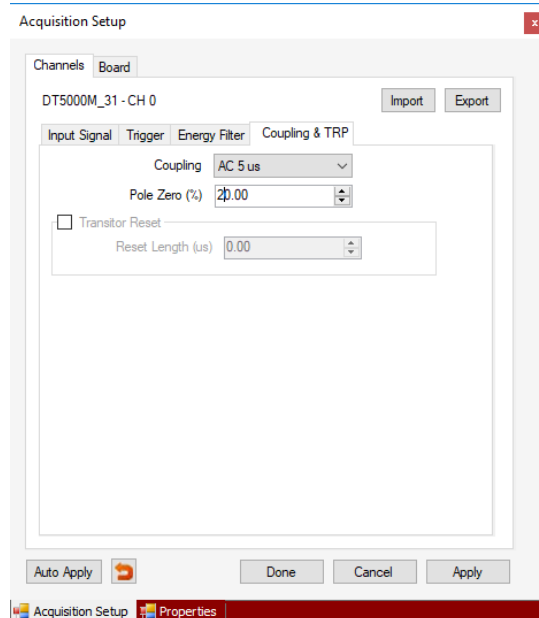 Acquisition Setup
x
Channels Board
DT5000M_31 - CH 0 Import Export
Input Signal Trigger Energy Filter Coupling & TRP
Coupling AC 5 us
Pole Zero (%) 20.00
Transitor Reset
Reset Length (us) 0.00
Auto Apply Done Cancel Apply
Acquisition Setup Properties